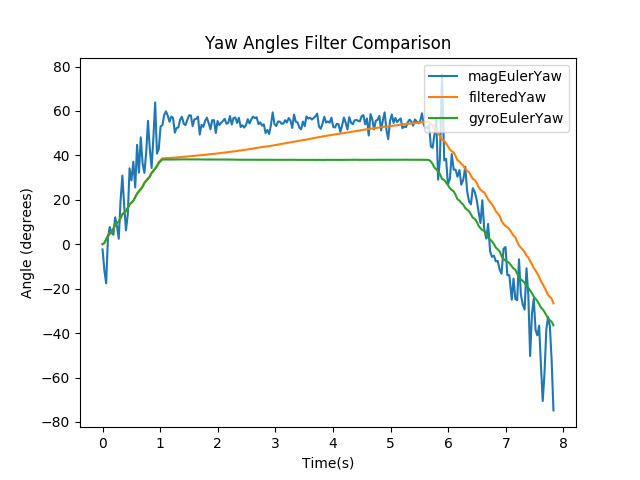 Yaw Angles Filter Comparison
magEulerYaw
filteredYaw
gyroEulerYaw
80
60
40
20
0
−20
−40
−60
−80
Angle (degrees)
0 1 2 3 4 5 6 7 8
Time(s)